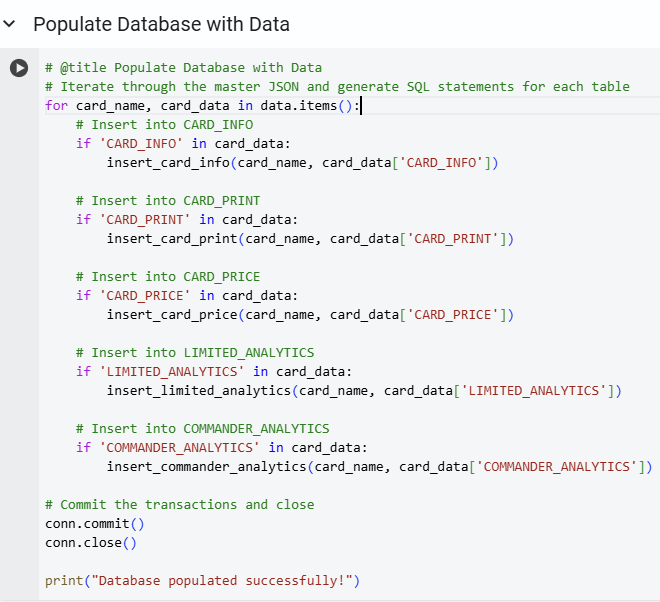 Populate Database with Data
# @title Populate Database with Data
# Iterate through the master JSON and generate SQL statements for each table
for card_name, card_data in data.items():
    # Insert into CARD_INFO
    if 'CARD_INFO' in card_data:
        insert_card_info(card_name, card_data['CARD_INFO'])

    # Insert into CARD_PRINT
    if 'CARD_PRINT' in card_data:
        insert_card_print(card_name, card_data['CARD_PRINT'])

    # Insert into CARD_PRICE
    if 'CARD_PRICE' in card_data:
        insert_card_price(card_name, card_data['CARD_PRICE'])

    # Insert into LIMITED_ANALYTICS
    if 'LIMITED_ANALYTICS' in card_data:
        insert_limited_analytics(card_name, card_data['LIMITED_ANALYTICS'])

    # Insert into COMMANDER_ANALYTICS
    if 'COMMANDER_ANALYTICS' in card_data:
        insert_commander_analytics(card_name, card_data['COMMANDER_ANALYTICS'])

# Commit the transactions and close
conn.commit()
conn.close()

print("Database populated successfully!")